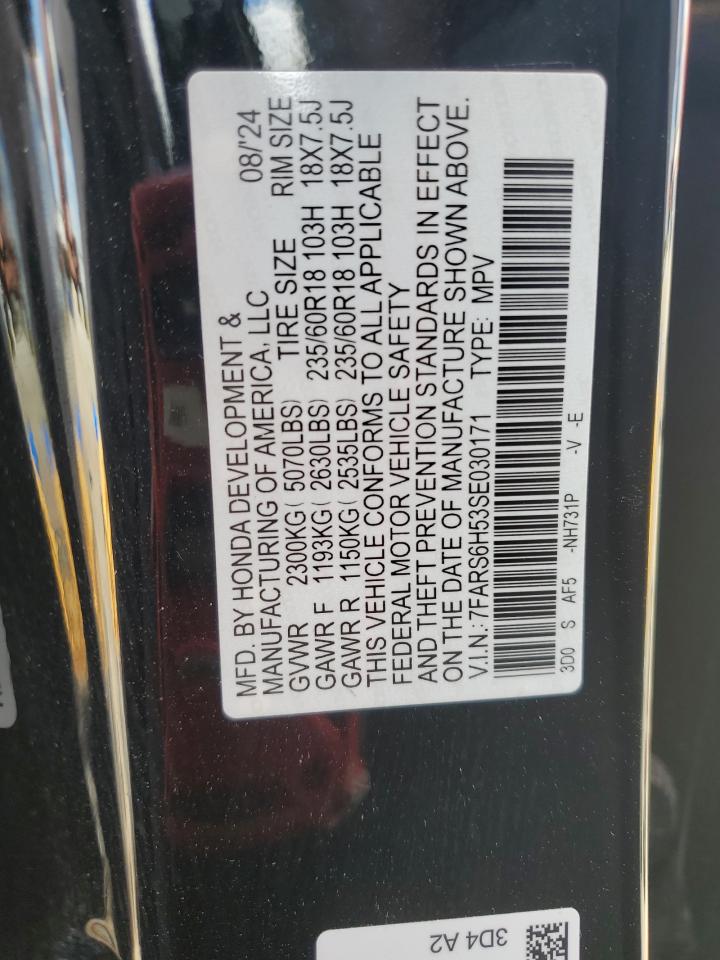 MFD. BY HONDA DEVELOPMENT &
MANUFACTURING OF AMERICA, LLC 08/'24
GVWR 2300KG( 5070LBS) TIRE SIZE RIM SIZE
GAWR F 1193KG( 2630LBS) 235/60R18 103H 18X7.5J
GAWR R 1150KG( 2535LBS) 235/60R18 103H 18X7.5J
THIS VEHICLE CONFORMS TO ALL APPLICABLE
FEDERAL MOTOR VEHICLE SAFETY
AND THEFT PREVENTION STANDARDS IN EFFECT
ON THE DATE OF MANUFACTURE SHOWN ABOVE.
V.I.N.: 7FARS6H53SE030171 TYPE: MPV
3D0 S AF5 -NH731P -V -E
3D4 A2